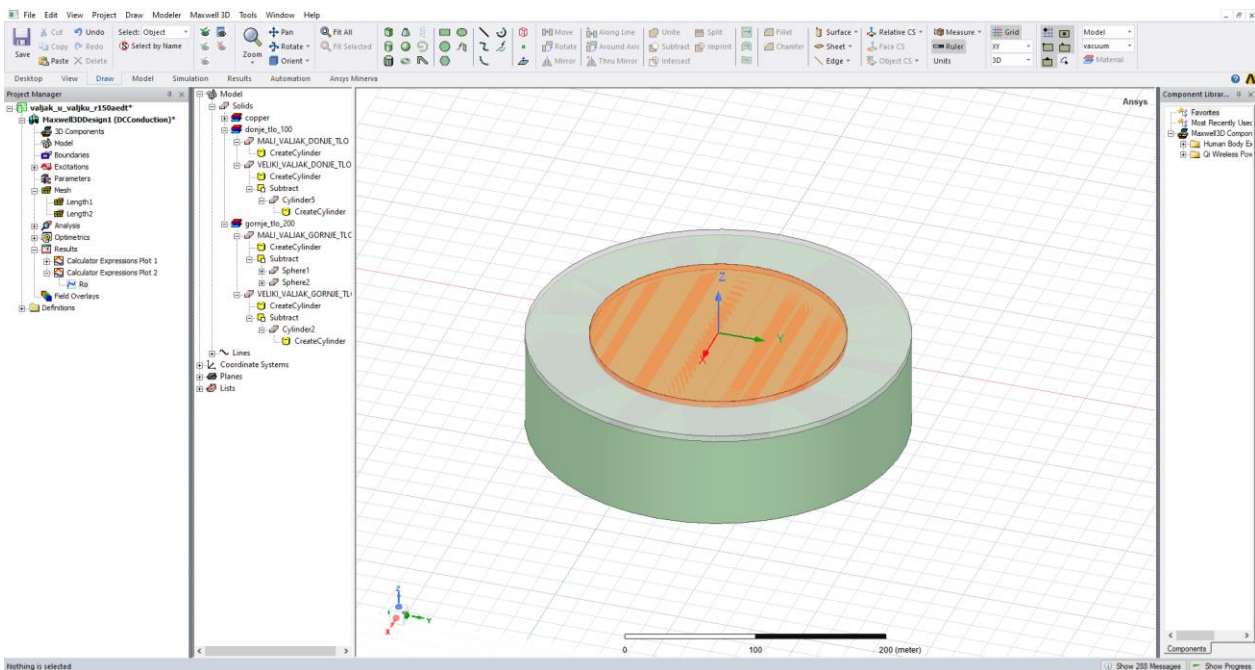 File Edit View Project Draw Modeler Maxwell 3D Tools Window Help
Save
Cut Undo Select: Object
Copy Redo Select by Name
Paste Delete
Zoom
Pan
Rotate
Orient
Fit All
Fit Selected
Move Along Line Unite Split Fillet
Rotate Around Axis Subtract Imprint Chamfer
Mirror Thru Mirror Intersect
Surface Relative CS Measure Grid Model
Sheet Face CS Ruler XY vacuum
Edge Object CS Units 3D Material
Desktop View Draw Model Simulation Results Automation Ansys Minerva
Project Manager
valjak_u_valjku_r150aedt*
Maxwell3DDesign1 (DCConduction)*
3D Components
Model
Boundaries
Excitations
Parameters
Mesh
Length1
Length2
Analysis
Optimetrics
Results
Calculator Expressions Plot 1
Calculator Expressions Plot 2
Ro
Field Overlays
Definitions
Model
Solids
copper
donje_tlo_100
MALI_VALJAK_DONJE_TLO
CreateCylinder
VELIKI_VALJAK_DONJE_TLO
CreateCylinder
Subtract
Cylinder5
CreateCylinder
gornje_tlo_200
MALI_VALJAK_GORNJE_TLO
CreateCylinder
Subtract
Sphere1
Sphere2
VELIKI_VALJAK_GORNJE_TL
CreateCylinder
Subtract
Cylinder2
CreateCylinder
Lines
Coordinate Systems
Planes
Lists
Ansys
Z
Y
X
Z
Y
X
0 100 200 (meter)
Component Librar...
Favorites
Most Recently Used
Maxwell3D Compon
Human Body Ex
Qi Wireless Pow
Components
Nothing is selected
Show 288 Messages Show Progress